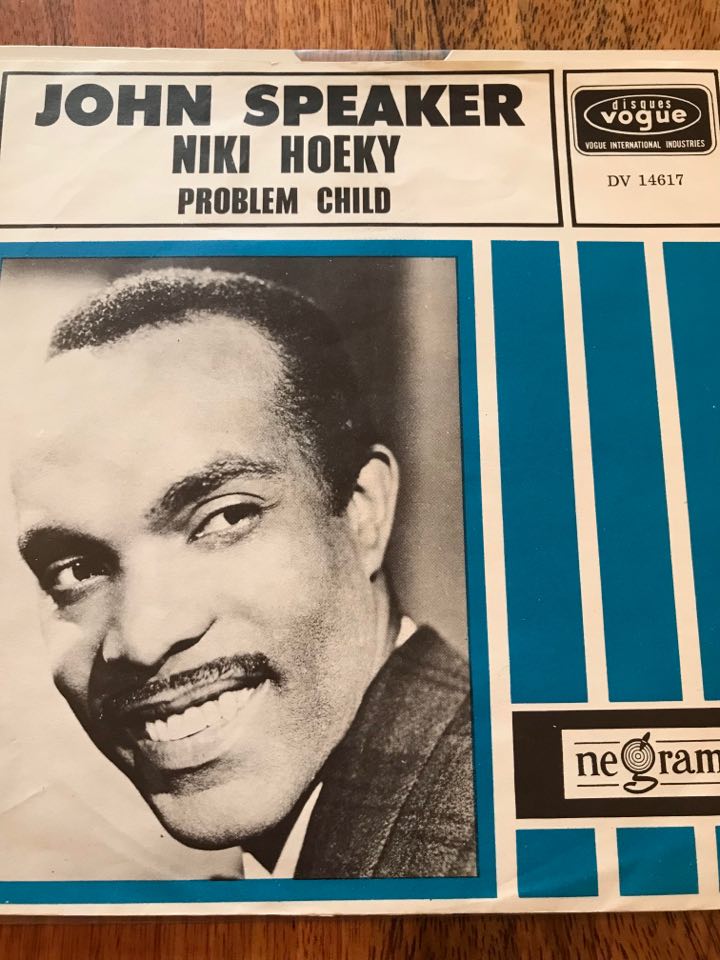 JOHN SPEAKER
NIKI HOEKY
PROBLEM CHILD
disques
vogue
VOGUE INTERNATIONAL INDUSTRIES
DV 14617
negram